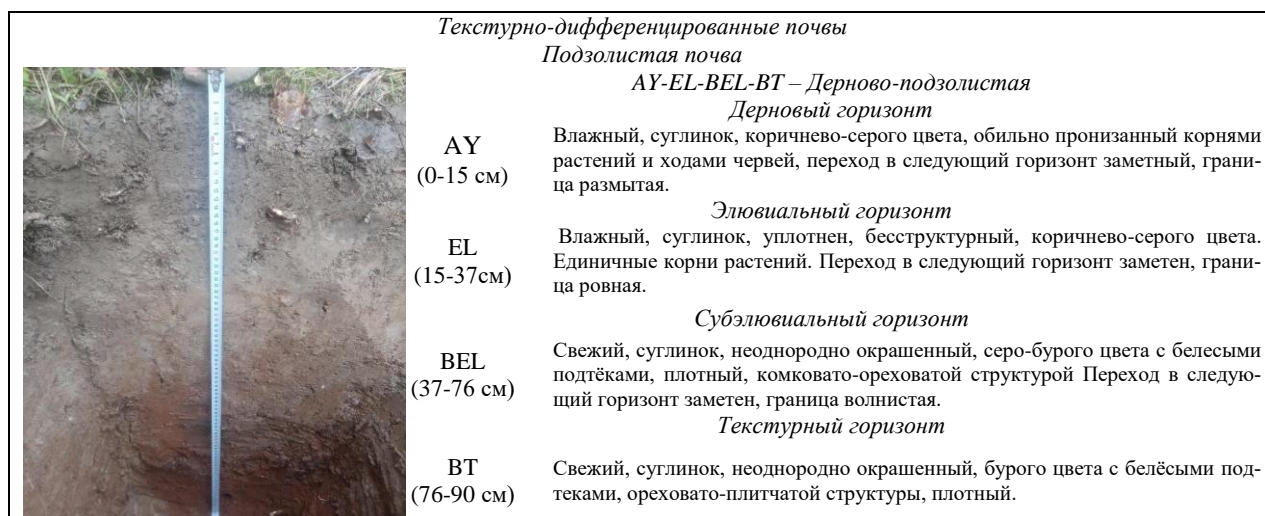 Текстурно-дифференцированные почвы
Подзолистая почва
AY-EL-BEL-BT – Дерново-подзолистая
Дерновый горизонт
AY
(0-15 см)
Влажный, суглинок, коричнево-серого цвета, обильно пронизанный корнями
растений и ходами червей, переход в следующий горизонт заметный, грани-
ца размытая.
Элювиальный горизонт
EL
(15-37см)
Влажный, суглинок, уплотнен, бесструктурный, коричнево-серого цвета.
Единичные корни растений. Переход в следующий горизонт заметен, грани-
ца ровная.
Субэлювиальный горизонт
BEL
(37-76 см)
Свежий, суглинок, неоднородно окрашенный, серо-бурого цвета с белесыми
подтёками, плотный, комковато-ореховатой структурой Переход в следую-
щий горизонт заметен, граница волнистая.
Текстурный горизонт
BT
(76-90 см)
Свежий, суглинок, неоднородно окрашенный, бурого цвета с белёсыми под-
теками, ореховато-плитчатой структуры, плотный.